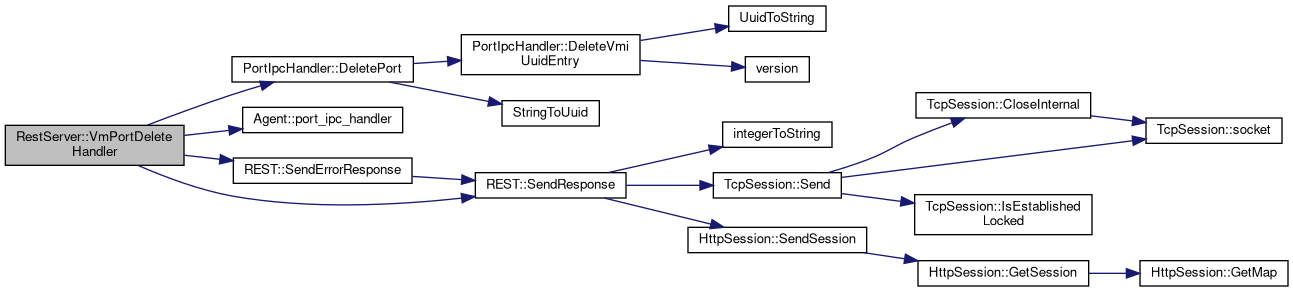 RestServer::VmPortDelete
Handler
PortIpcHandler::DeletePort
PortIpcHandler::DeleteVmi
UuidEntry
UuidToString
version
StringToUuid
Agent::port_ipc_handler
REST::SendErrorResponse
REST::SendResponse
integerToString
TcpSession::Send
TcpSession::CloseInternal
TcpSession::socket
TcpSession::IsEstablished
Locked
HttpSession::SendSession
HttpSession::GetSession
HttpSession::GetMap